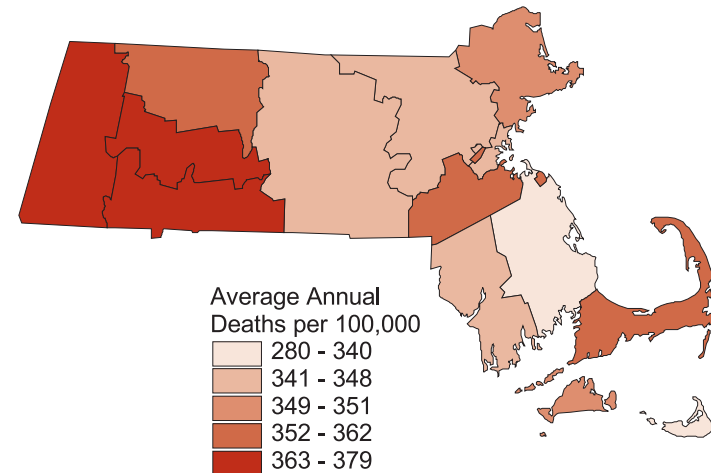 Average Annual
Deaths per 100,000
280 - 340
341 - 348
349 - 351
352 - 362
363 - 379